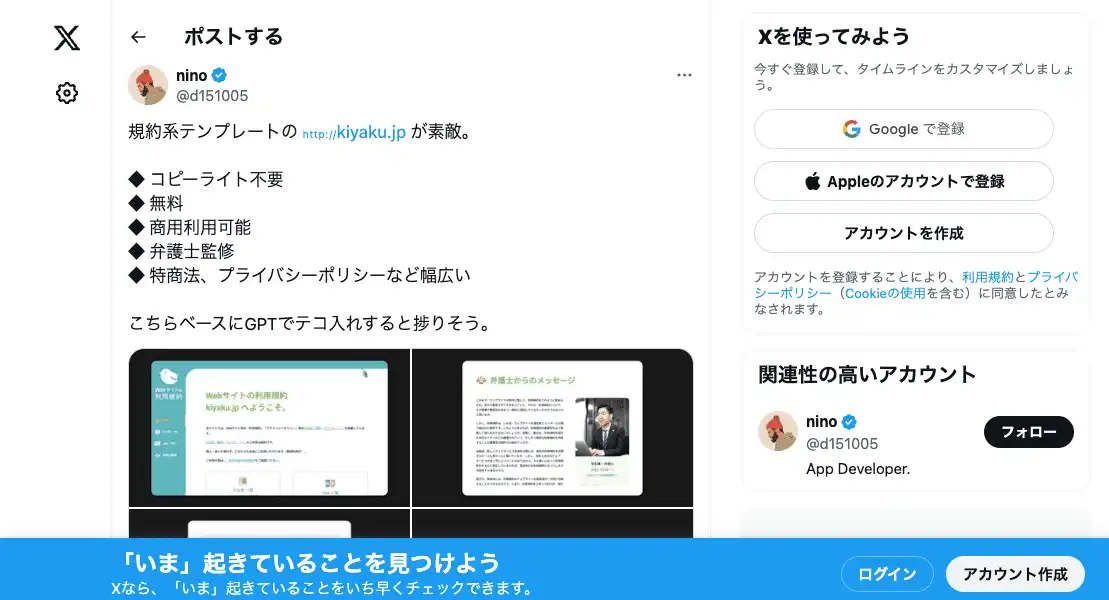 ポストする
nino
@d151005
規約系テンプレートの http://kiyaku.jp が素敵。
◆ コピーライト不要
◆ 無料
◆ 商用利用可能
◆ 弁護士監修
◆ 特商法、プライバシーポリシーなど幅広い
こちらベースにGPTでテコ入れすると捗りそう。
Webサイトの
利用規約
Webサイトの利用規約
kiyaku.jp へようこそ。
弁護士からのメッセージ
Xを使ってみよう
今すぐ登録して、タイムラインをカスタマイズしましょ
う。
Google で登録
Appleのアカウントで登録
アカウントを作成
アカウントを登録することにより、利用規約とプライバ
シーポリシー（Cookieの使用を含む）に同意したとみ
なされます。
関連性の高いアカウント
nino
@d151005
フォロー
App Developer.
「いま」起きていることを見つけよう
Xなら、「いま」起きていることをいち早くチェックできます。
ログイン
アカウント作成